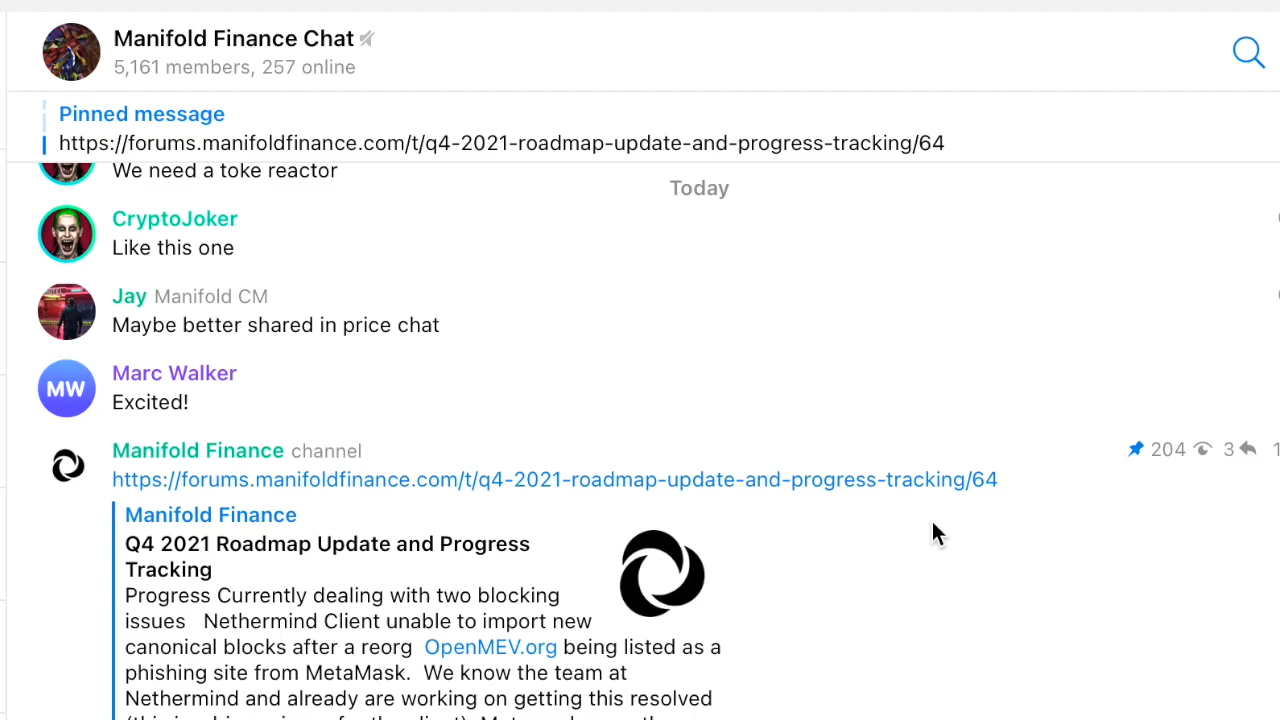 Manifold Finance Chat
5,161 members, 257 online
Pinned message
https://forums.manifoldfinance.com/t/q4-2021-roadmap-update-and-progress-tracking/64
We need a toke reactor
Today
CryptoJoker
Like this one
Jay Manifold CM
Maybe better shared in price chat
MW
Marc Walker
Excited!
Manifold Finance channel
204 3 1
https://forums.manifoldfinance.com/t/q4-2021-roadmap-update-and-progress-tracking/64
Manifold Finance
Q4 2021 Roadmap Update and Progress
Tracking
Progress Currently dealing with two blocking
issues Nethermind Client unable to import new
canonical blocks after a reorg OpenMEV.org being listed as a
phishing site from MetaMask. We know the team at
Nethermind and already are working on getting this resolved